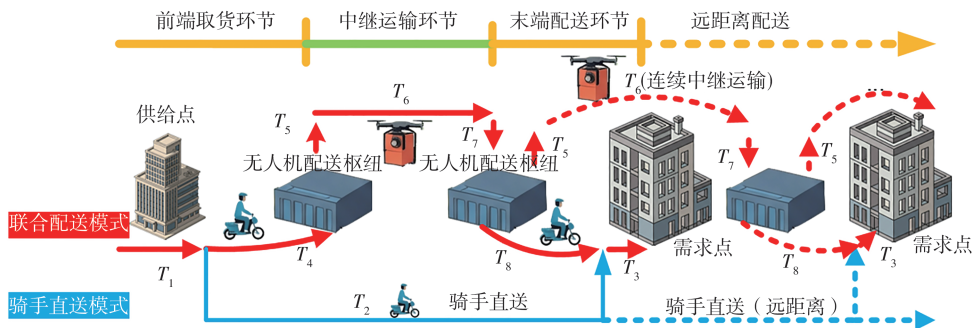 前端取货环节
中继运输环节
末端配送环节
远距离配送
T6
T6(连续中继运输)
...
供给点
T5
T7
T5
T7
T5
无人机配送枢纽
无人机配送枢纽
联合配送模式
T1
T4
T8
T3
需求点
T8
T3
需求点
骑手直送模式
T2
骑手直送
骑手直送（远距离）